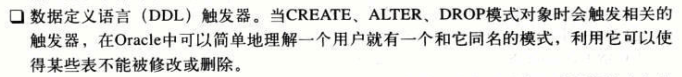 ❑ 数据定义语言（DDL）触发器。当CREATE、ALTER、DROP模式对象时会触发相关的
触发器，在Oracle中可以简单地理解一个用户就有一个和它同名的模式，利用它可以使
得某些表不能被修改或删除。